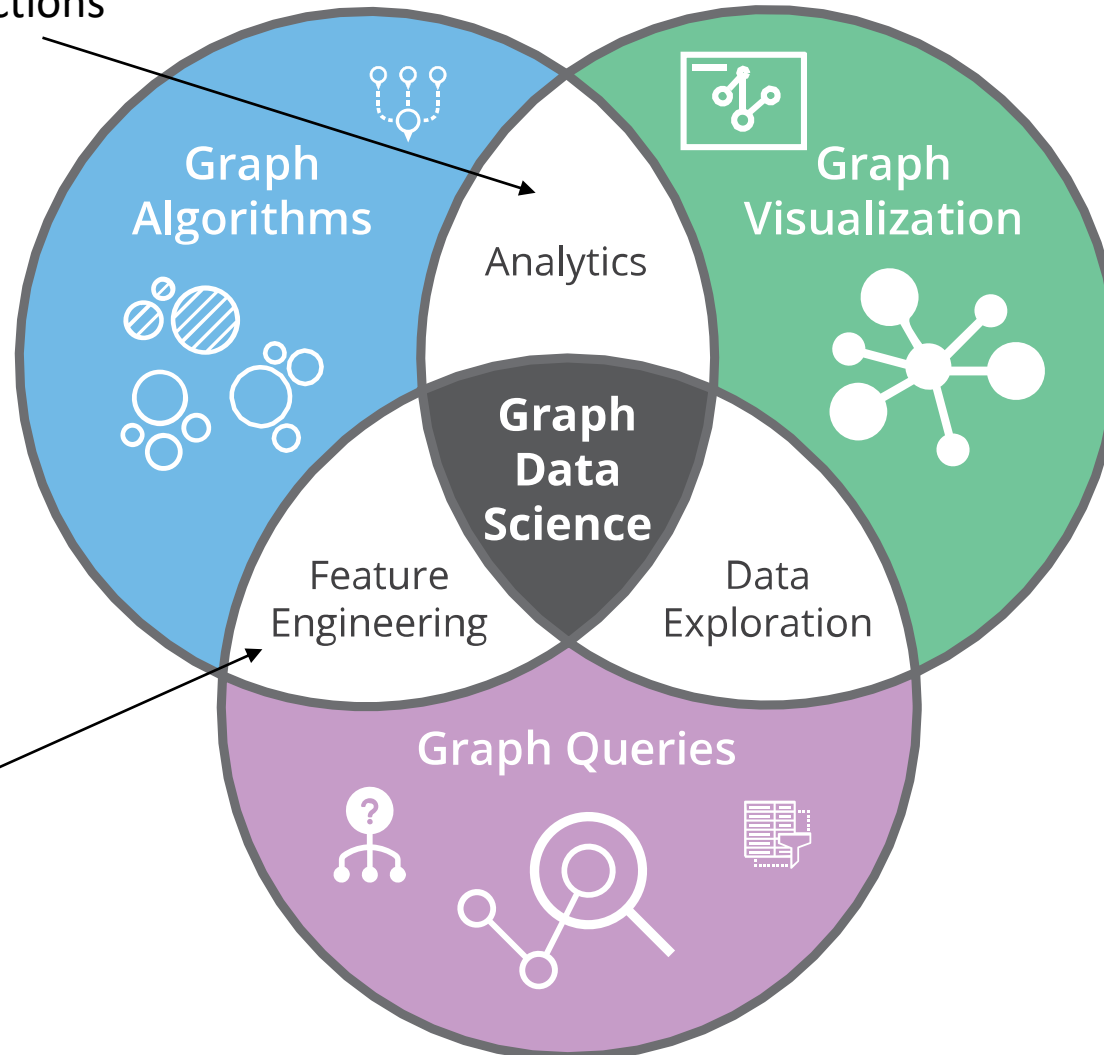 Graph
Algorithms
Graph
Visualization
Analytics
Graph
Data
Science
Feature
Engineering
Data
Exploration
Graph Queries
?